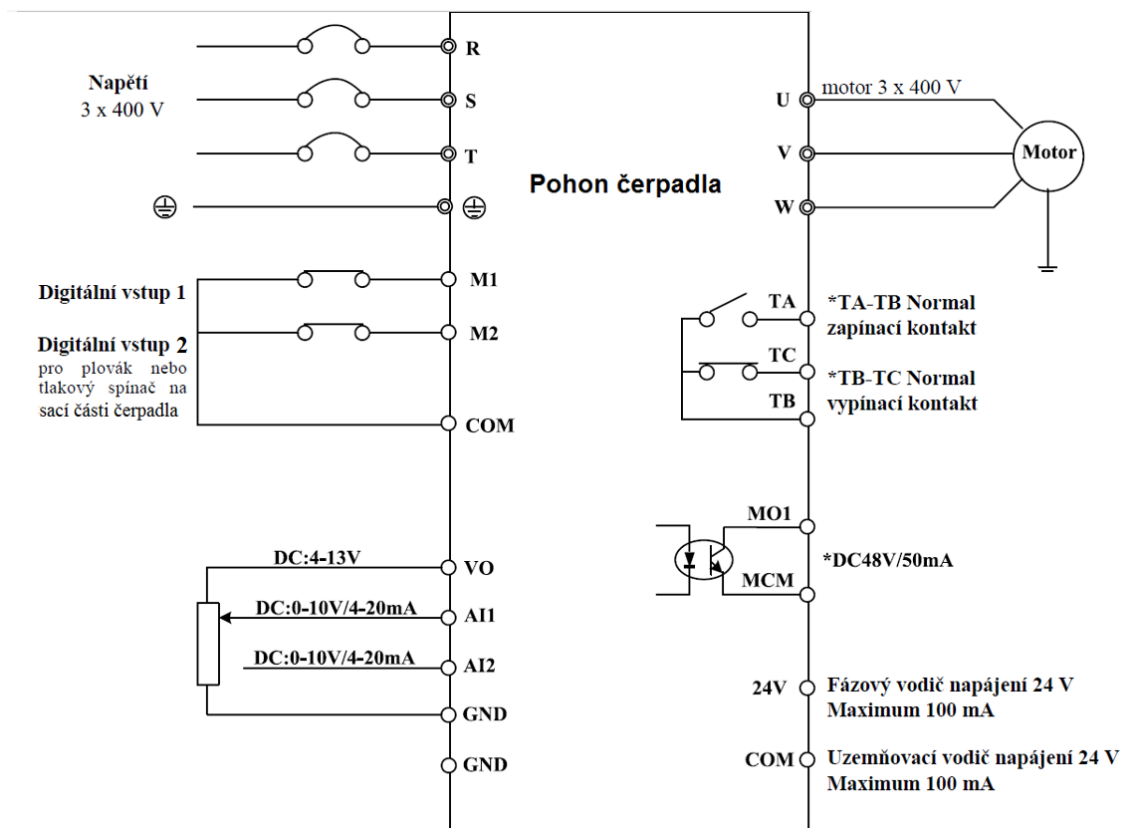 R
Napětí
3 x 400 V
S
T
Pohon čerpadla
U
motor 3 x 400 V
V
Motor
W
Digitální vstup 1
M1
Digitální vstup 2
pro plovák nebo
tlakový spínač na
sací části čerpadla
M2
COM
TA
*TA-TB Normal
zapínací kontakt
TC
*TB-TC Normal
vypínací kontakt
TB
MO1
*DC48V/50mA
MCM
DC:4-13V
VO
DC:0-10V/4-20mA
AI1
DC:0-10V/4-20mA
AI2
GND
GND
24V
Fázový vodič napájení 24 V
Maximum 100 mA
COM
Uzemňovací vodič napájení 24 V
Maximum 100 mA